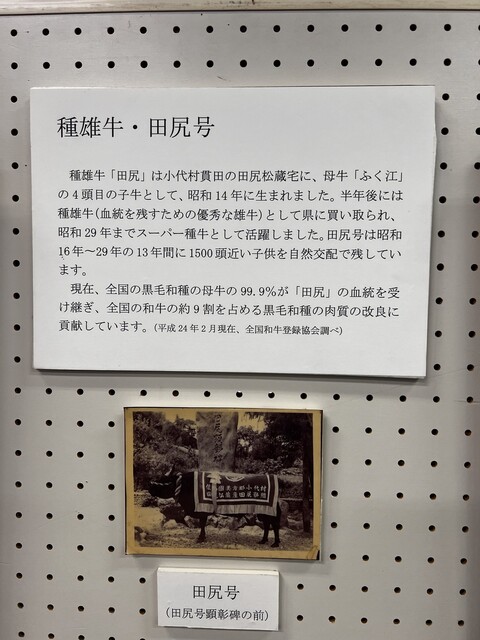 種雄牛・田尻号
種雄牛「田尻」は小代村貫田の田尻松蔵宅に、母牛「ふく江」
の4頭目の子牛として、昭和14年に生まれました。半年後には
種雄牛(血統を残すための優秀な雄牛)として県に買い取られ、
昭和29年までスーパー種牛として活躍しました。田尻号は昭和
16年～29年の13年間に1500頭近い子供を自然交配で残してい
ます。
現在、全国の黒毛和種の母牛の99.9%が「田尻」の血統を受
け継ぎ、全国の和牛の約9割を占める黒毛和種の肉質の改良に
貢献しています。(平成24年2月現在、全国和牛登録協会調べ)
田尻号
(田尻号顕彰碑の前)